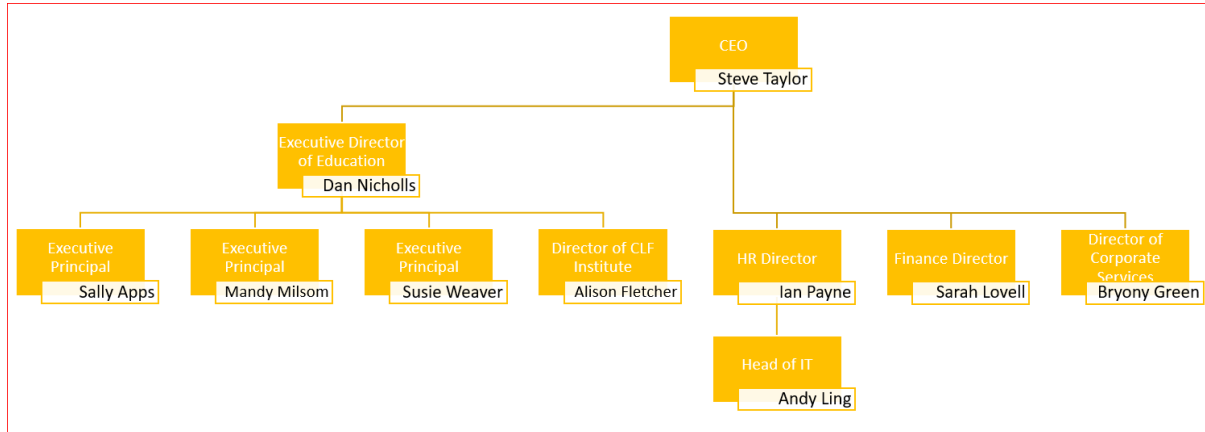 CEO
Steve Taylor
Executive Director
of Education
Dan Nicholls
Executive
Principal
Sally Apps
Executive
Principal
Mandy Milsom
Executive
Principal
Susie Weaver
Director of CLF
Institute
Alison Fletcher
HR Director
Ian Payne
Finance Director
Sarah Lovell
Director of
Corporate
Services
Bryony Green
Head of IT
Andy Ling